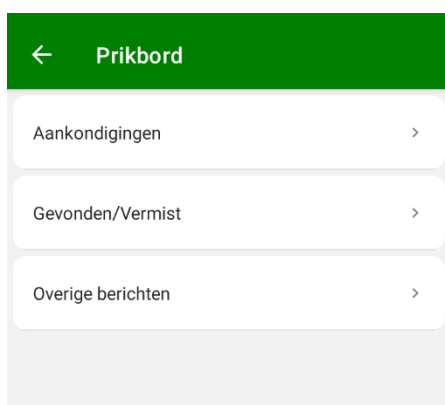 Prikbord
Aankondigingen
Gevonden/Vermist
Overige berichten